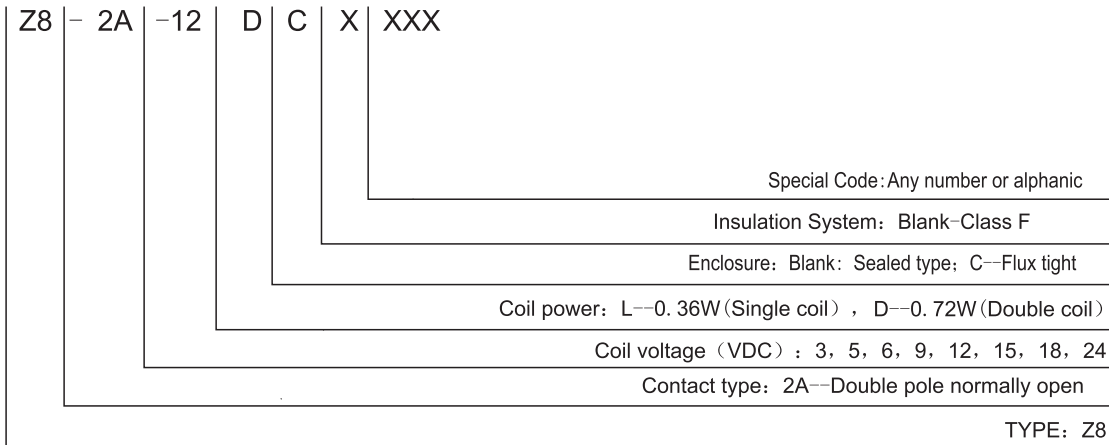 Z8 - 2A -12 D C X XXX
Special Code:Any number or alphanic
Insulation System: Blank-Class F
Enclosure: Blank: Sealed type; C--Flux tight
Coil power: L--0.36W(Single coil), D--0.72W(Double coil)
Coil voltage (VDC): 3, 5, 6, 9, 12, 15, 18, 24
Contact type: 2A--Double pole normally open
TYPE: Z8